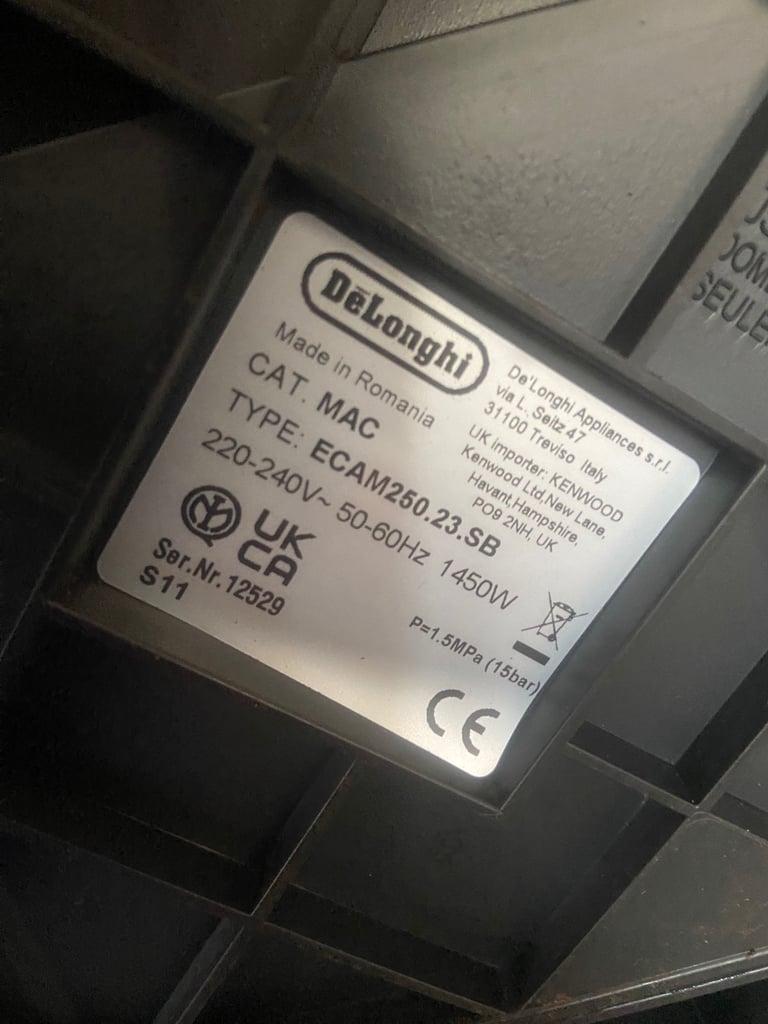 DeLonghi
Made in Romania
CAT. MAC
TYPE: ECAM250.23.SB
220-240V~ 50-60Hz 1450W
De'Longhi Appliances s.r.l.
via L. Seitz 47
31100 Treviso Italy
UK importer: KENWOOD
Kenwood Ltd,New Lane,
Havant,Hampshire,
PO9 2NH, UK
UK
CA
Ser.Nr.12529
S11
P=1.5MPa (15bar)
CE